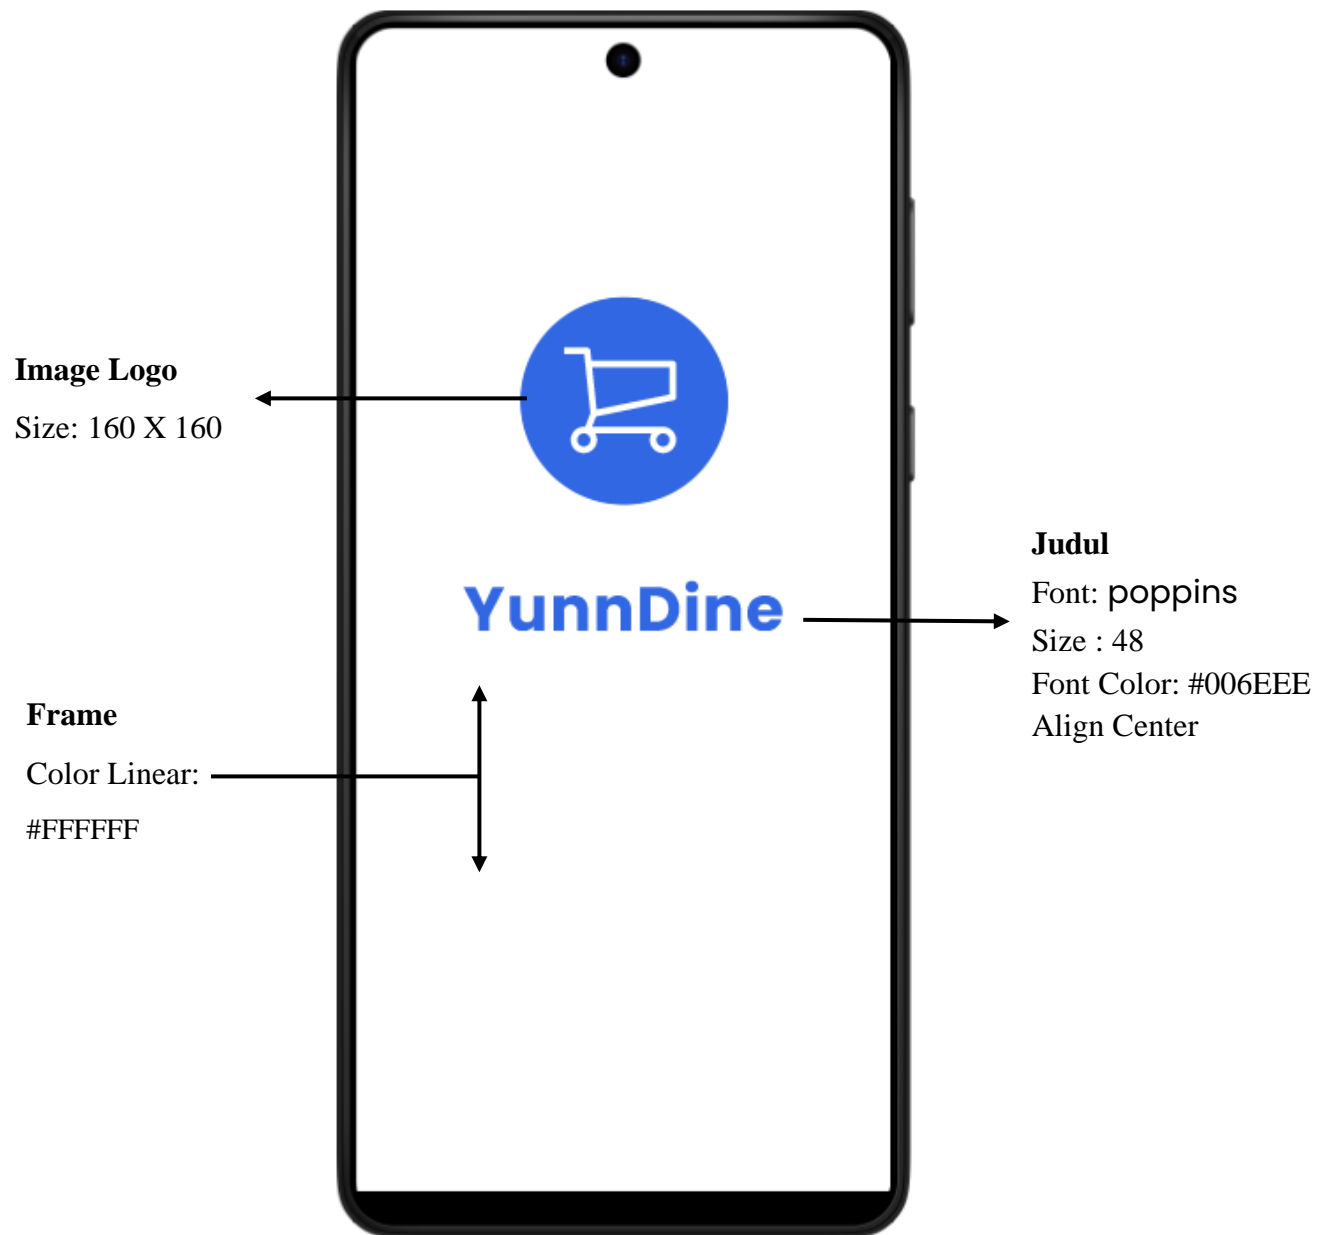 Image Logo
Size: 160 X 160
YunnDine
Judul
Font: poppins
Size : 48
Font Color: #006EEE
Align Center
Frame
Color Linear:
#FFFFFF